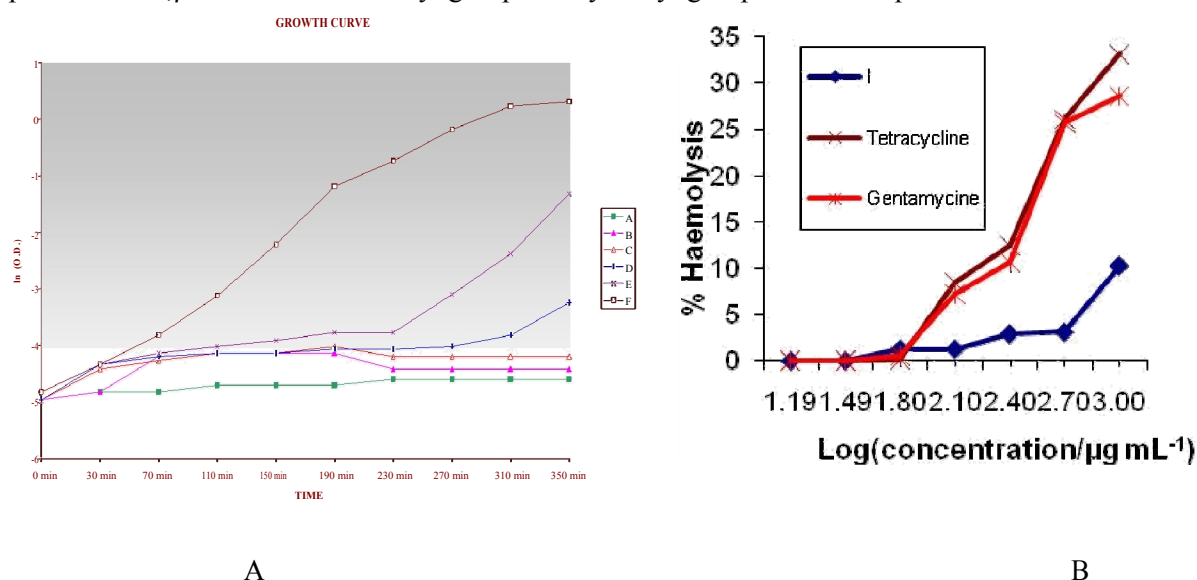 GROWTH CURVE
1
0
-1
-2
-3
-4
-5
-6
ln (O.D.)
0 min 30 min 70 min 110 min 150 min 190 min 230 min 270 min 310 min 350 min
TIME
A
B
C
D
E
F
35
30
25
20
15
10
5
0
% Haemolysis
I
Tetracycline
Gentamycine
1.191.491.802.102.402.703.00
Log(concentration/µg mL-1)
A
B